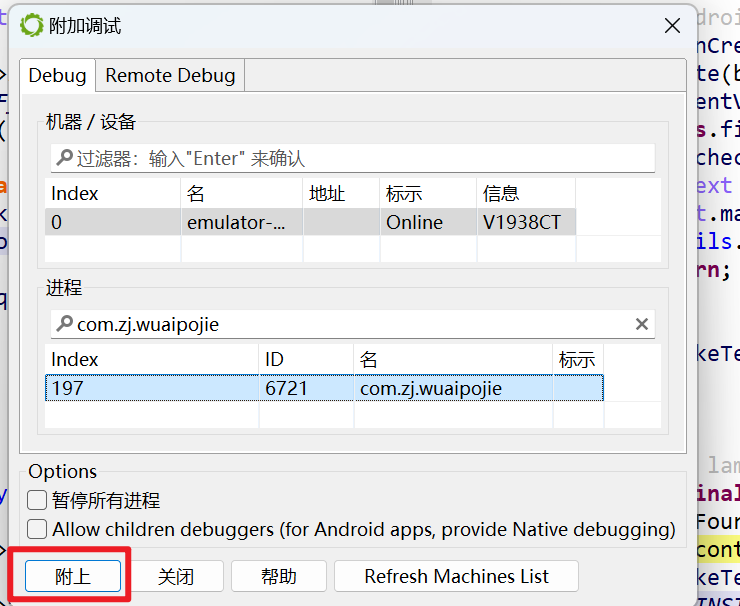 附加调试
Debug Remote Debug
机器 / 设备
过滤器：输入"Enter" 来确认
Index 名 地址 标示 信息
0 emulator-... Online V1938CT
进程
com.zj.wuaipojie
Index ID 名 标示
197 6721 com.zj.wuaipojie
Options
暂停所有进程
Allow children debuggers (for Android apps, provide Native debugging)
附上 关闭 帮助 Refresh Machines List